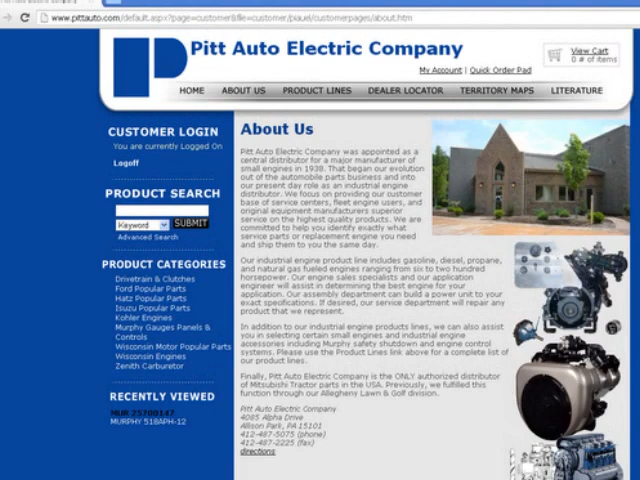 www.pittauto.com/default.aspx?page=customer&file=customer/piauel/customerpages/about.htm
Pitt Auto Electric Company
View Cart
0 # of items
My Account | Quick Order Pad
HOME ABOUT US PRODUCT LINES DEALER LOCATOR TERRITORY MAPS LITERATURE
CUSTOMER LOGIN
You are currently Logged On
Logoff
PRODUCT SEARCH
Keyword SUBMIT
Advanced Search
PRODUCT CATEGORIES
Drivetrain & Clutches
Ford Popular Parts
Hatz Popular Parts
Isuzu Popular Parts
Kohler Engines
Murphy Gauges Panels &
Controls
Wisconsin Motor Popular Parts
Wisconsin Engines
Zenith Carburetor
RECENTLY VIEWED
MUR 25700147
MURPHY 518APH-12
About Us
Pitt Auto Electric Company was appointed as a
central distributor for a major manufacturer of
small engines in 1938. That began our evolution
out of the automobile parts business and into
our present day role as an industrial engine
distributor. We focus on providing our customer
base of service centers, fleet engine users, and
original equipment manufacturers superior
service on the highest quality products. We are
committed to help you identify exactly what
service parts or replacement engine you need
and ship them to you the same day.
Our industrial engine product line includes gasoline, diesel, propane,
and natural gas fueled engines ranging from six to two hundred
horsepower. Our engine sales specialists and our application
engineer will assist in determining the best engine for your
application. Our assembly department can build a power unit to your
exact specifications. If desired, our service department will repair any
product that we represent.
In addition to our industrial engine products lines, we can also assist
you in selecting certain small engines and industrial engine
accessories including Murphy safety shutdown and engine control
systems. Please use the Product Lines link above for a complete list of
our product lines.
Finally, Pitt Auto Electric Company is the ONLY authorized distributor
of Mitsubishi Tractor parts in the USA. Previously, we fulfilled this
function through our Allegheny Lawn & Golf division.
Pitt Auto Electric Company
4085 Alpha Drive
Allison Park, PA 15101
412-487-5075 (phone)
412-487-2225 (fax)
directions